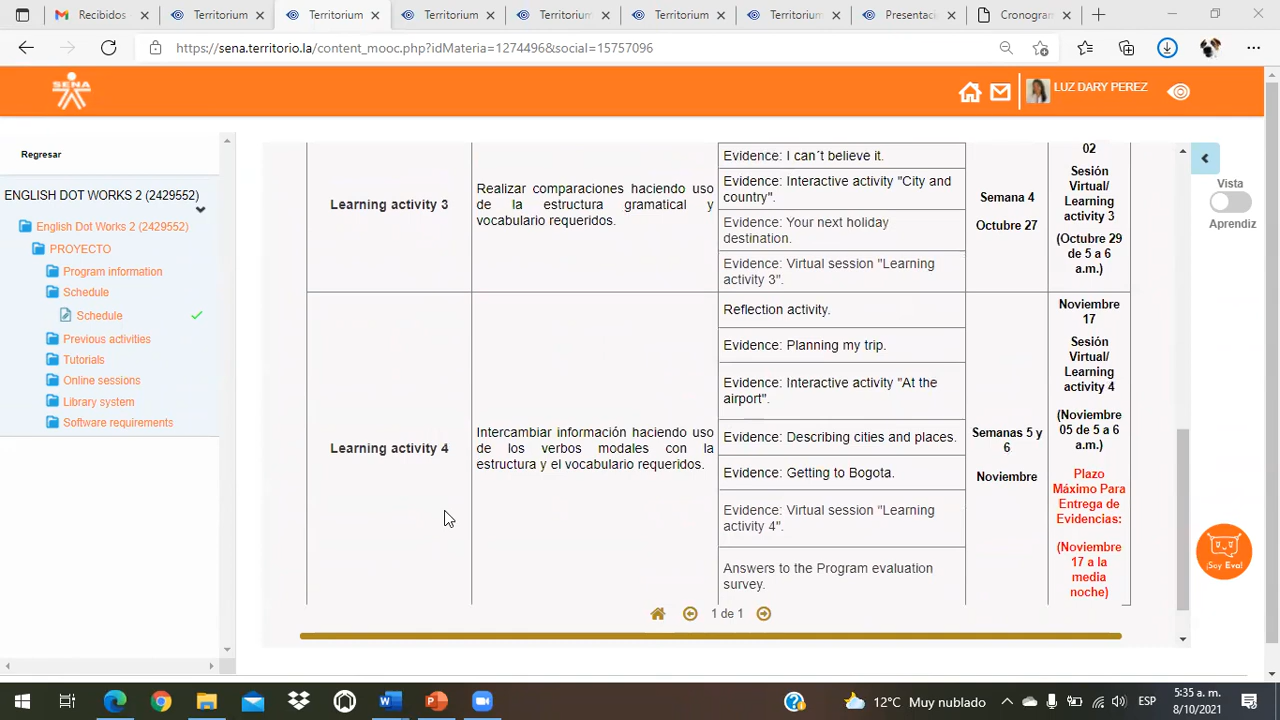 Recibidos
Territorium
Territorium
Territorium
Territorium
Territorium
Territorium
Presentaci
Cronogram
https://sena.territorio.la/content_mooc.php?idMateria=1274496&social=15757096
SENA
LUZ DARY PEREZ
Regresar
ENGLISH DOT WORKS 2 (2429552)
English Dot Works 2 (2429552)
PROYECTO
Program information
Schedule
Schedule
Previous activities
Tutorials
Online sessions
Library system
Software requirements
Learning activity 3
Realizar comparaciones haciendo uso
de la estructura gramatical y
vocabulario requeridos.
Evidence: I can´t believe it.
Evidence: Interactive activity "City and
country".
Evidence: Your next holiday
destination.
Evidence: Virtual session "Learning
activity 3".
Semana 4
Octubre 27
02
Sesión
Virtual/
Learning
activity 3
(Octubre 29
de 5 a 6
a.m.)
Learning activity 4
Intercambiar información haciendo uso
de los verbos modales con la
estructura y el vocabulario requeridos.
Reflection activity.
Evidence: Planning my trip.
Evidence: Interactive activity "At the
airport".
Evidence: Describing cities and places.
Evidence: Getting to Bogota.
Evidence: Virtual session "Learning
activity 4".
Answers to the Program evaluation
survey.
Semanas 5 y
6
Noviembre
Noviembre
17
Sesión
Virtual/
Learning
activity 4
(Noviembre
05 de 5 a 6
a.m.)
Plazo
Máximo Para
Entrega de
Evidencias:
(Noviembre
17 a la
media
noche)
1 de 1
Vista
Aprendiz
¡Soy Eva!
12°C Muy nublado
ESP
5:35 a. m.
8/10/2021